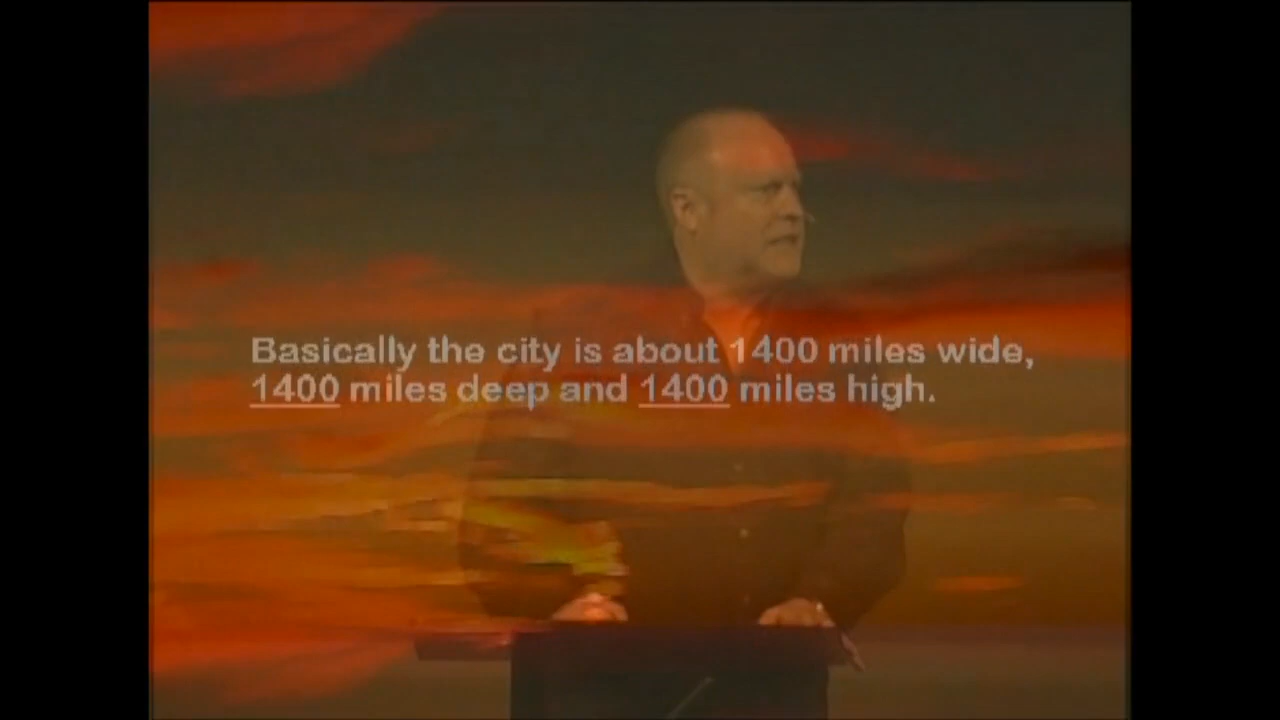 Basically the city is about 1400 miles wide,
1400 miles deep and 1400 miles high.